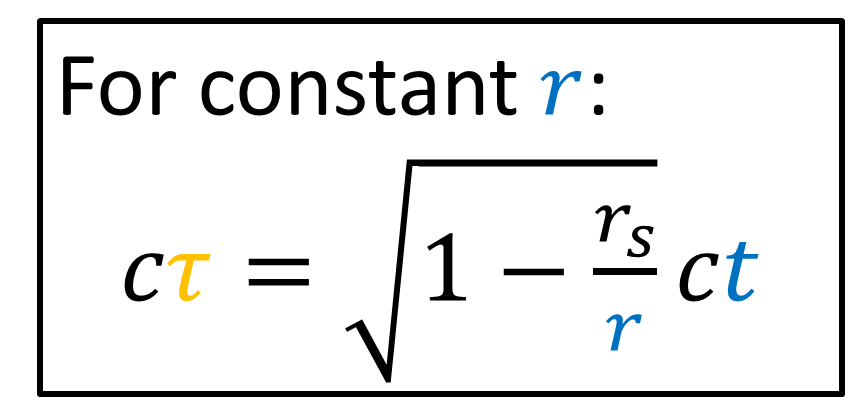 For constant r:
cτ = √(1 − r_s/r) ct